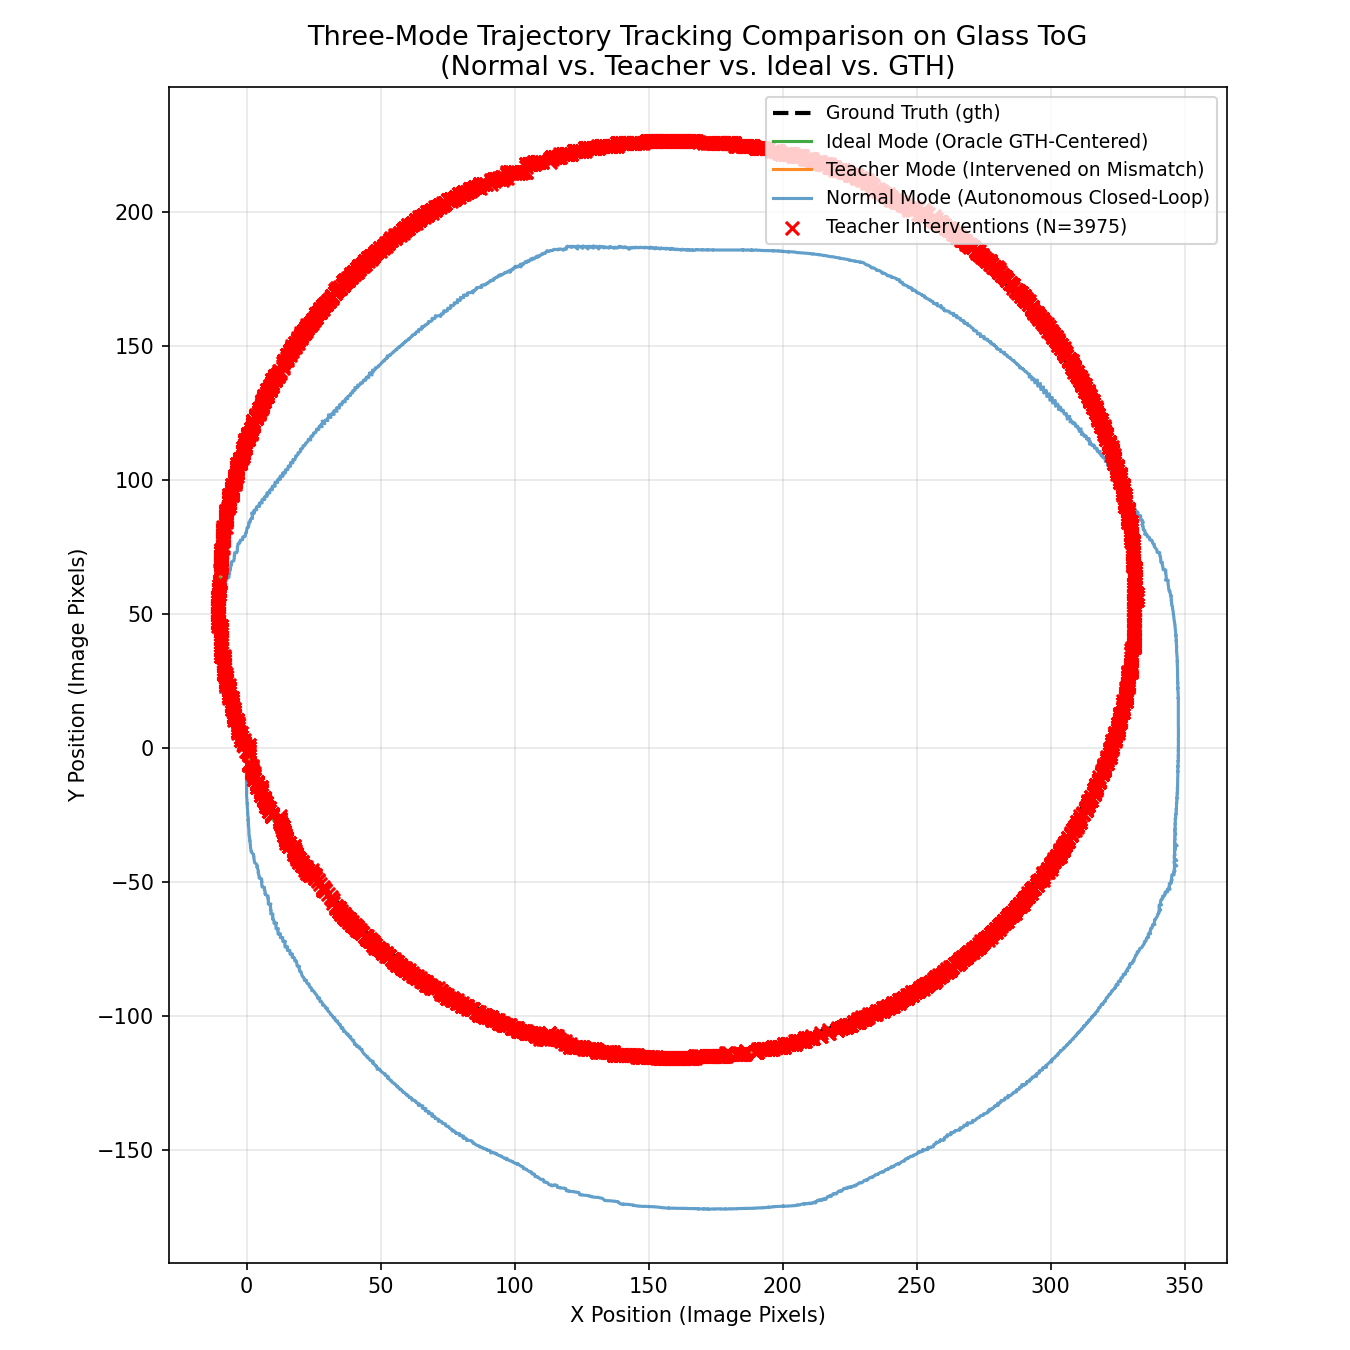 Three-Mode Trajectory Tracking Comparison on Glass ToG
(Normal vs. Teacher vs. Ideal vs. GTH)
Ground Truth (gth)
Ideal Mode (Oracle GTH-Centered)
Teacher Mode (Intervened on Mismatch)
Normal Mode (Autonomous Closed-Loop)
Teacher Interventions (N=3975)
Y Position (Image Pixels)
200
150
100
50
0
−50
−100
−150
0 50 100 150 200 250 300 350
X Position (Image Pixels)